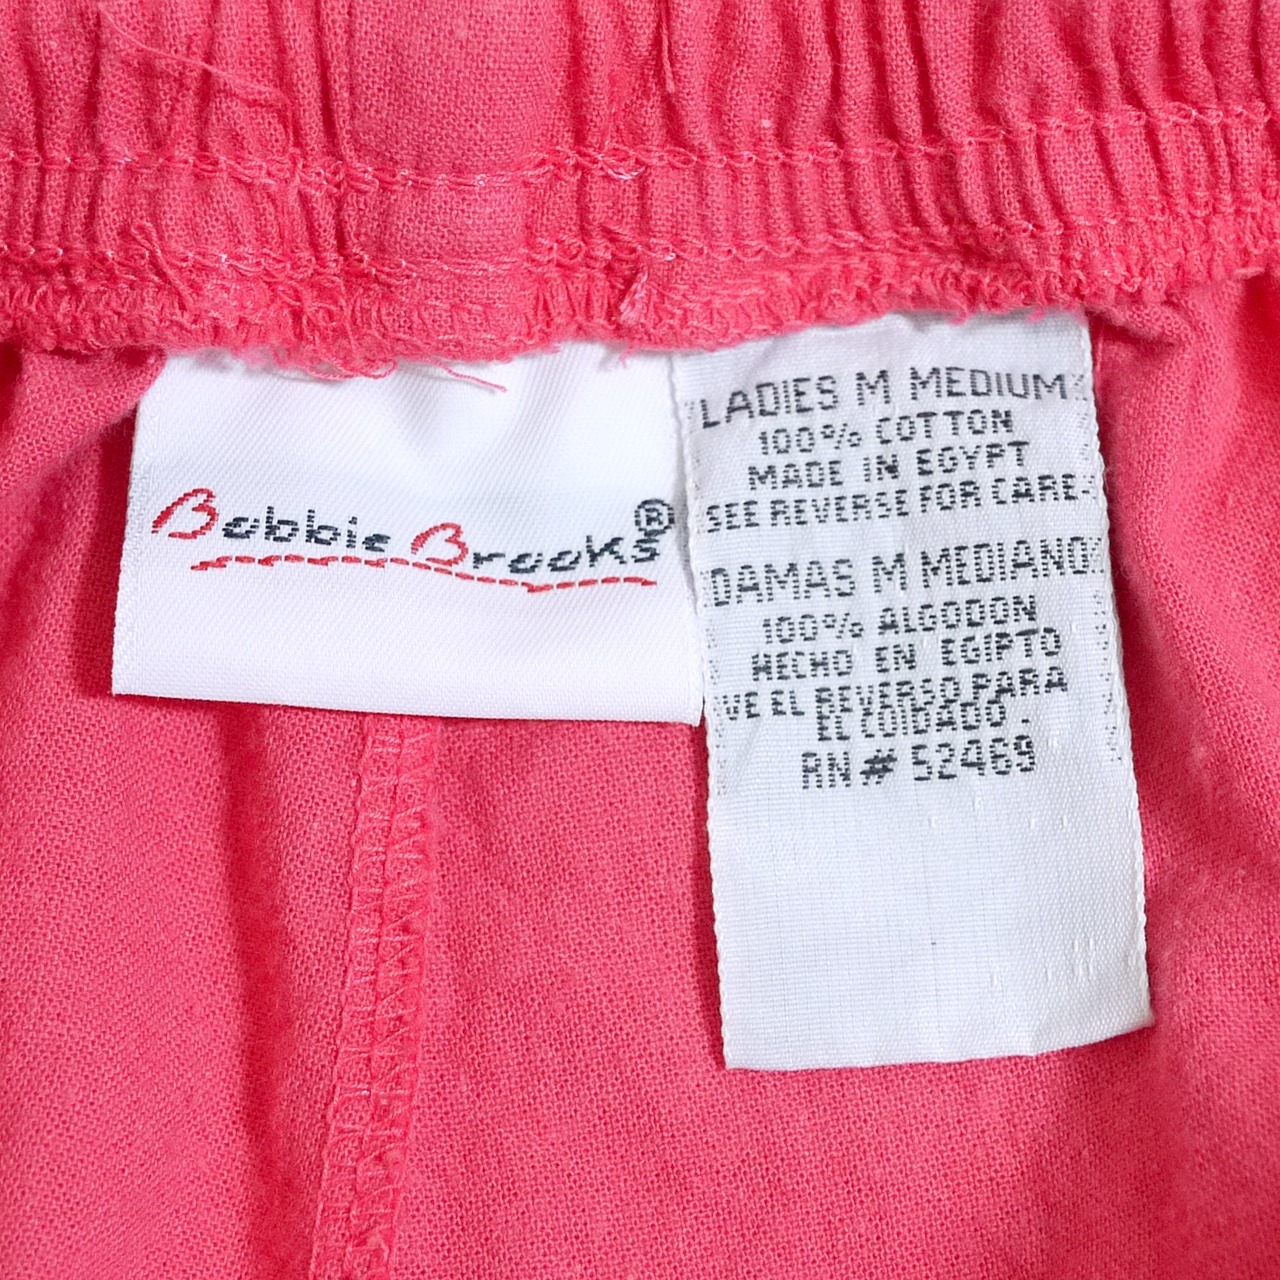 Bobbie Brooks®
LADIES M MEDIUM
100% COTTON
MADE IN EGYPT
SEE REVERSE FOR CARE
DAMAS M MEDIANO
100% ALGODON
HECHO EN EGIPTO
VE EL REVERSO PARA
EL CUIDADO.
RN # 52469